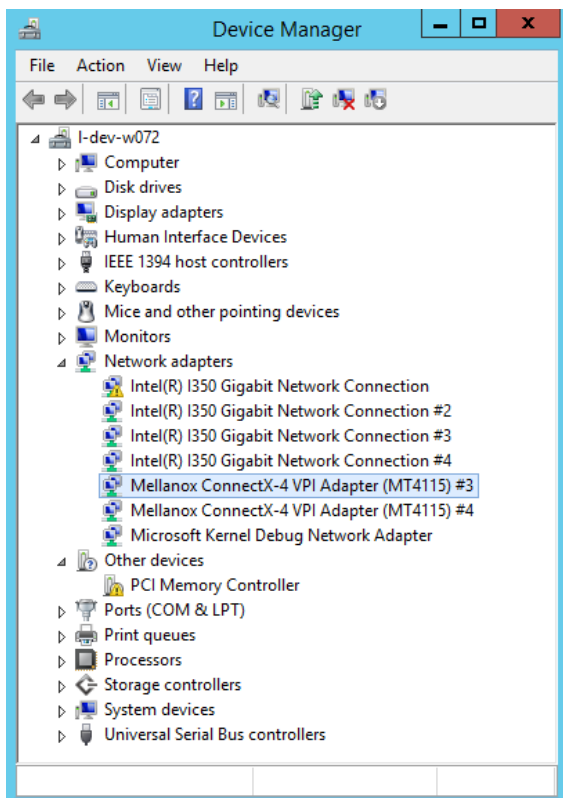 Device Manager
File Action View Help
l-dev-w072
Computer
Disk drives
Display adapters
Human Interface Devices
IEEE 1394 host controllers
Keyboards
Mice and other pointing devices
Monitors
Network adapters
Intel(R) I350 Gigabit Network Connection
Intel(R) I350 Gigabit Network Connection #2
Intel(R) I350 Gigabit Network Connection #3
Intel(R) I350 Gigabit Network Connection #4
Mellanox ConnectX-4 VPI Adapter (MT4115) #3
Mellanox ConnectX-4 VPI Adapter (MT4115) #4
Microsoft Kernel Debug Network Adapter
Other devices
PCI Memory Controller
Ports (COM & LPT)
Print queues
Processors
Storage controllers
System devices
Universal Serial Bus controllers